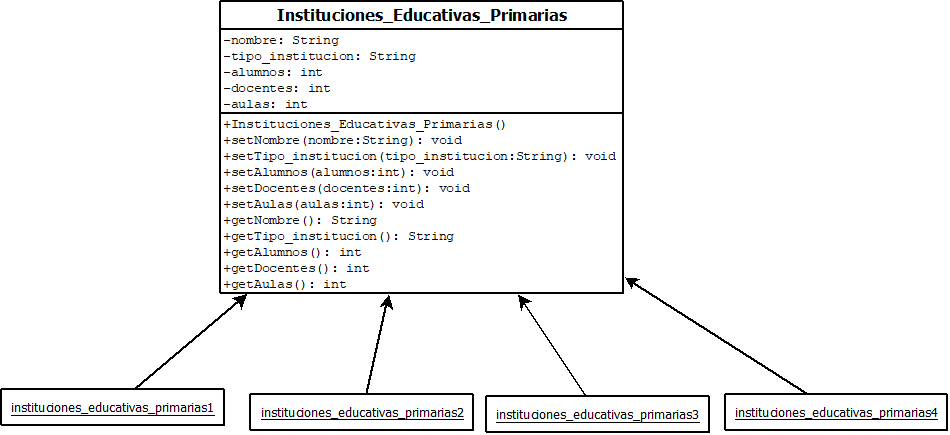 Instituciones_Educativas_Primarias
-nombre: String
-tipo_institucion: String
-alumnos: int
-docentes: int
-aulas: int
+Instituciones_Educativas_Primarias()
+setNombre(nombre:String): void
+setTipo_institucion(tipo_institucion:String): void
+setAlumnos(alumnos:int): void
+setDocentes(docentes:int): void
+setAulas(aulas:int): void
+getNombre(): String
+getTipo_institucion(): String
+getAlumnos(): int
+getDocentes(): int
+getAulas(): int
instituciones_educativas_primarias1
instituciones_educativas_primarias2
instituciones_educativas_primarias3
instituciones_educativas_primarias4